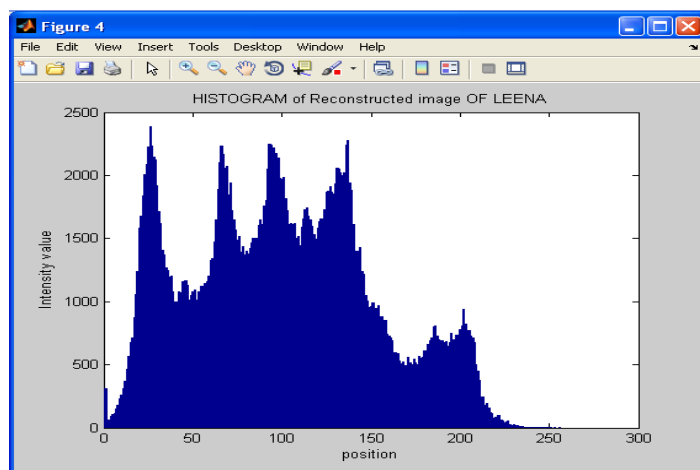 Figure 4
File Edit View Insert Tools Desktop Window Help
HISTOGRAM of Reconstructed image OF LEENA
2500
2000
1500
1000
500
0
Intensity value
0 50 100 150 200 250 300
position